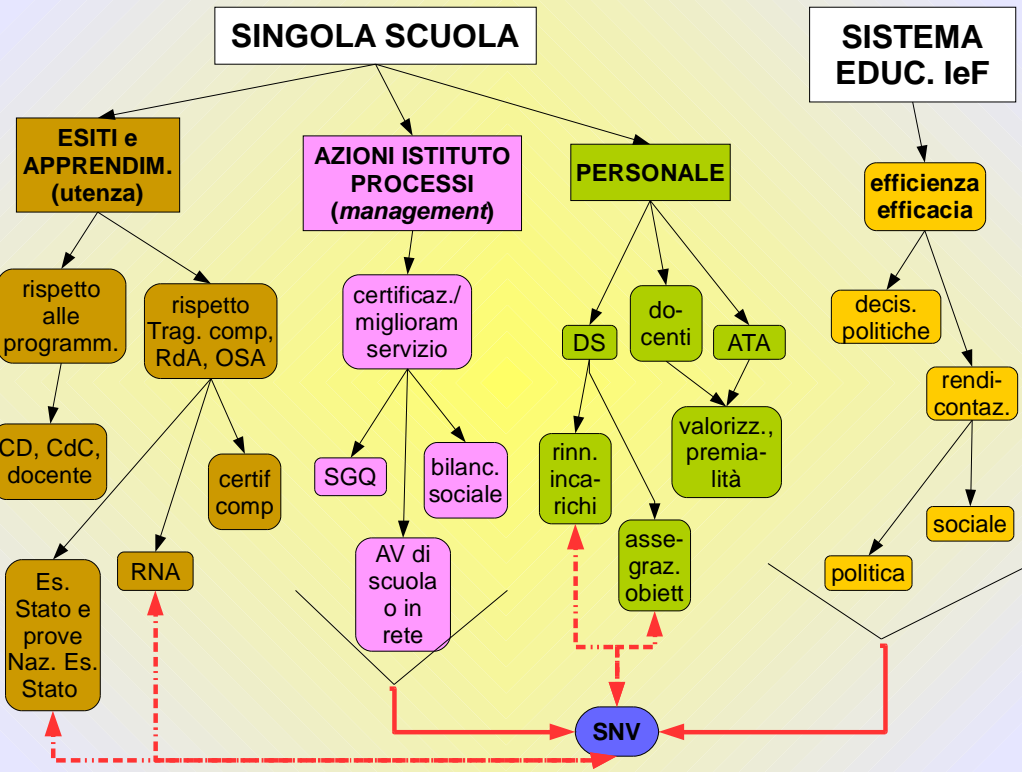 SINGOLA SCUOLA
SISTEMA
EDUC. IeF
ESITI e
APPRENDIM.
(utenza)
AZIONI ISTITUTO
PROCESSI
(management)
PERSONALE
efficienza
efficacia
rispetto
alle
programm.
rispetto
Trag. comp,
RdA, OSA
certificaz./
miglioram
servizio
DS
do-
centi
ATA
decis.
politiche
rendi-
contaz.
CD, CdC,
docente
certif
comp
SGQ
bilanc.
sociale
rinn.
inca-
richi
valorizz.,
premia-
lità
sociale
Es.
Stato e
prove
Naz. Es.
Stato
RNA
AV di
scuola
o in
rete
asse-
graz.
obiett
politica
SNV